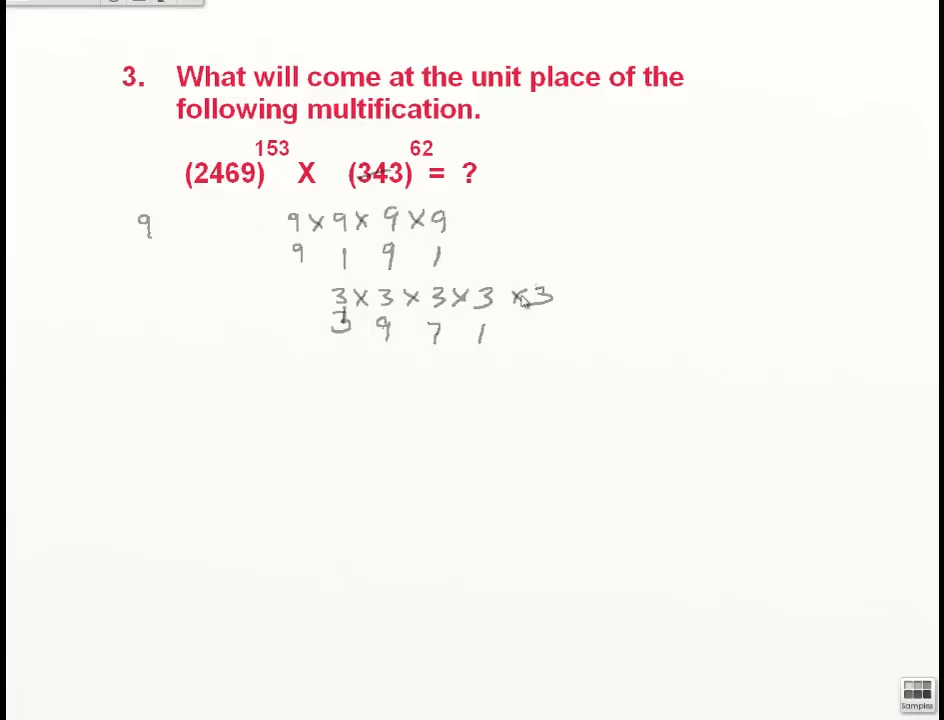 3. What will come at the unit place of the
following multification.
(2469)^153 X (343)^62 = ?
9
9 × 9 × 9 × 9
9 1 9 1
3 × 3 × 3 × 3 × 3
3 9 7 1
Samples